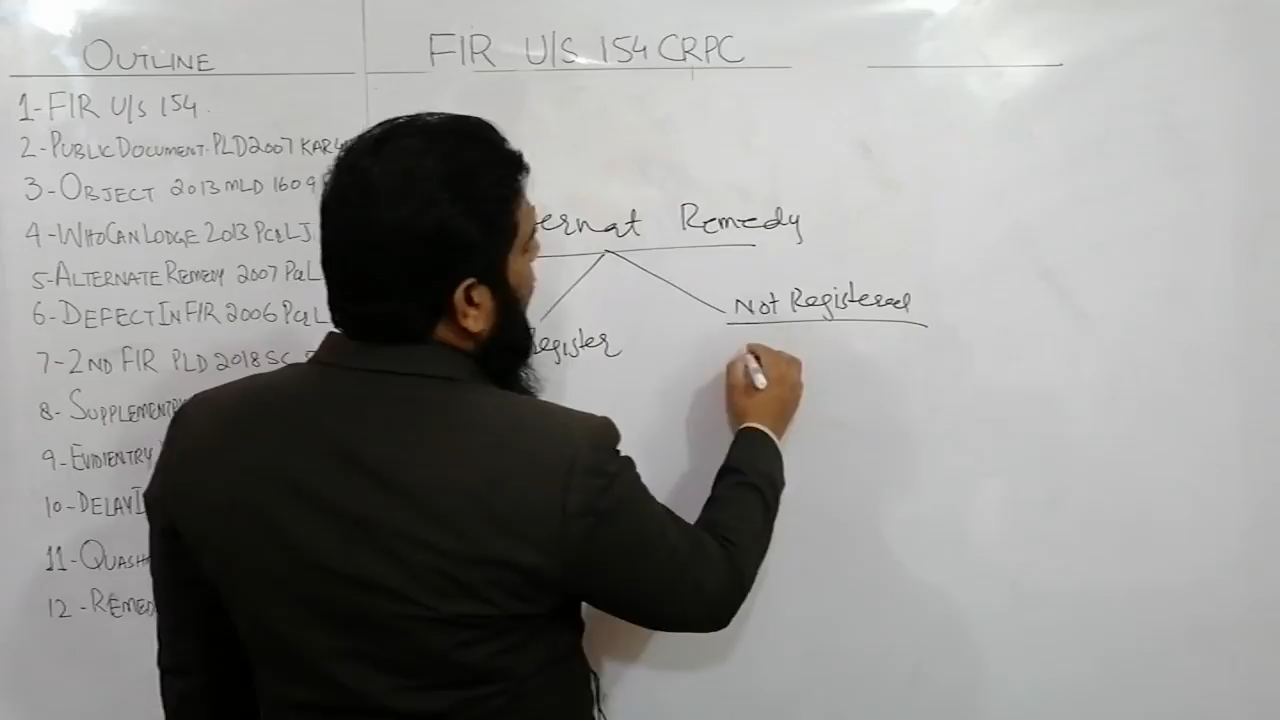 OUTLINE
FIR U/S 154 CRPC
1-FIR U/S 154.
2-PUBLIC DOCUMENT. PLD 2007 KAR
3-OBJECT 2013 MLD 1609
4-WHO CAN LODGE 2013 PCRLJ
5-ALTERNATE REMEDY 2007 PCRL
6-DEFECT IN FIR 2006 PCRL
7-2ND FIR PLD 2018 SC
8- SUPPLEMENT
9-EVIDENTRY
10-DELAY I
11-QUASH
12-REMED
ernat Remedy
egister
Not Registered